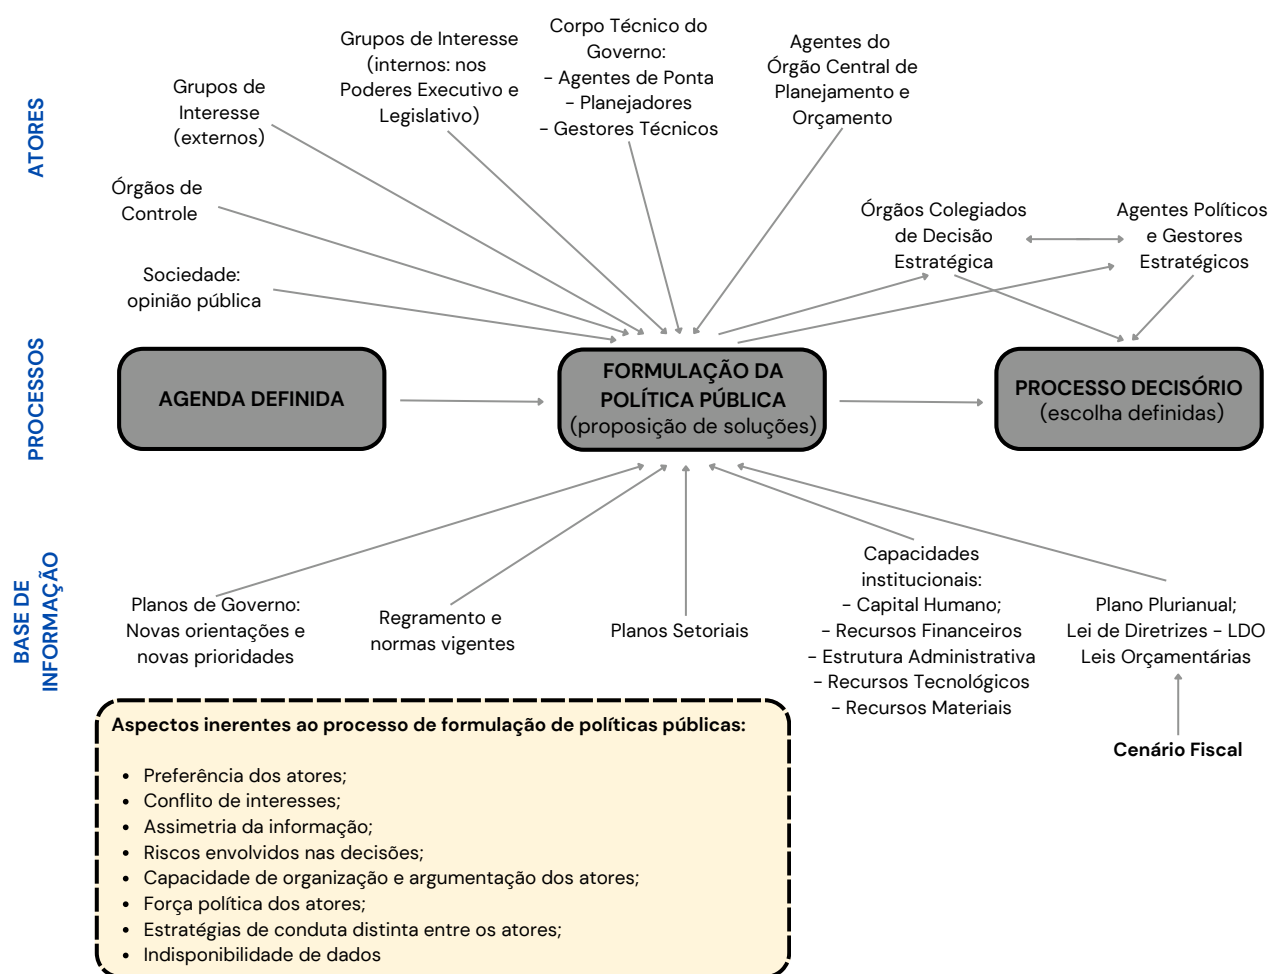 ATORES
Grupos de
Interesse
(externos)
Grupos de Interesse
(internos: nos
Poderes Executivo e
Legislativo)
Corpo Técnico do
Governo:
- Agentes de Ponta
- Planejadores
- Gestores Técnicos
Agentes do
Órgão Central de
Planejamento e
Orçamento
Órgãos de
Controle
Sociedade:
opinião pública
Órgãos Colegiados
de Decisão
Estratégica
Agentes Políticos
e Gestores
Estratégicos
PROCESSOS
AGENDA DEFINIDA
FORMULAÇÃO DA
POLÍTICA PÚBLICA
(proposição de soluções)
PROCESSO DECISÓRIO
(escolha definidas)
BASE DE
INFORMAÇÃO
Planos de Governo:
Novas orientações e
novas prioridades
Regramento e
normas vigentes
Planos Setoriais
Capacidades
institucionais:
- Capital Humano;
- Recursos Financeiros
- Estrutura Administrativa
- Recursos Tecnológicos
- Recursos Materiais
Plano Plurianual;
Lei de Diretrizes - LDO
Leis Orçamentárias
Cenário Fiscal
Aspectos inerentes ao processo de formulação de políticas públicas:
• Preferência dos atores;
• Conflito de interesses;
• Assimetria da informação;
• Riscos envolvidos nas decisões;
• Capacidade de organização e argumentação dos atores;
• Força política dos atores;
• Estratégias de conduta distinta entre os atores;
• Indisponibilidade de dados